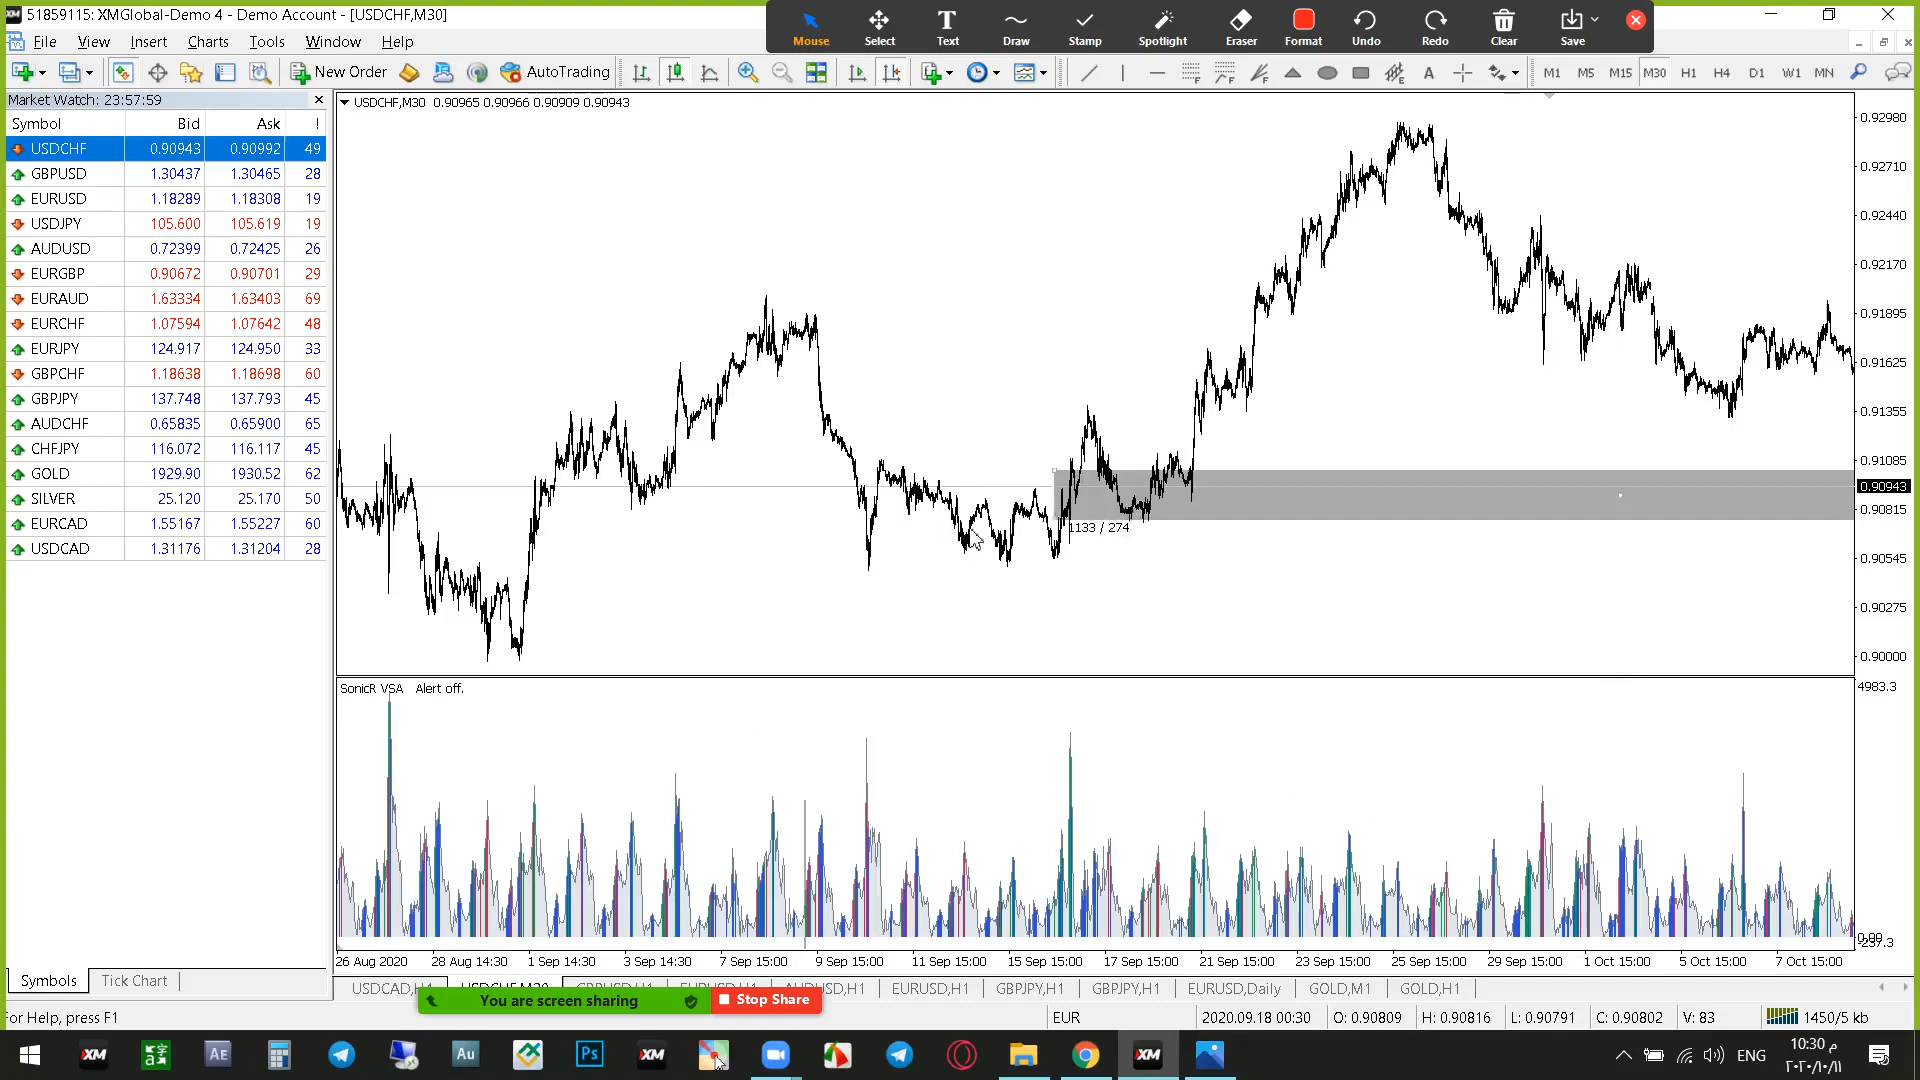 51859115: XMGlobal-Demo 4 - Demo Account - [USDCHF,M30]
Mouse Select Text Draw Stamp Spotlight Eraser Format Undo Redo Clear Save
File View Insert Charts Tools Window Help
New Order AutoTrading M1 M5 M15 M30 H1 H4 D1 W1 MN
Market Watch: 23:57:59
Symbol Bid Ask !
USDCHF 0.90943 0.90992 49
GBPUSD 1.30437 1.30465 28
EURUSD 1.18289 1.18308 19
USDJPY 105.600 105.619 19
AUDUSD 0.72399 0.72425 26
EURGBP 0.90672 0.90701 29
EURAUD 1.63334 1.63403 69
EURCHF 1.07594 1.07642 48
EURJPY 124.917 124.950 33
GBPCHF 1.18638 1.18698 60
GBPJPY 137.748 137.793 45
AUDCHF 0.65835 0.65900 65
CHFJPY 116.072 116.117 45
GOLD 1929.90 1930.52 62
SILVER 25.120 25.170 50
EURCAD 1.55167 1.55227 60
USDCAD 1.31176 1.31204 28
Symbols Tick Chart
USDCHF,M30 0.90965 0.90966 0.90909 0.90943
0.92980
0.92710
0.92440
0.92170
0.91895
0.91625
0.91355
0.91085
0.90943
0.90815
0.90545
0.90275
0.90000
1133 / 274
SonicR VSA Alert off.
4983.3
0.00
-237.3
26 Aug 2020 28 Aug 14:30 1 Sep 14:30 3 Sep 14:30 7 Sep 15:00 9 Sep 15:00 11 Sep 15:00 15 Sep 15:00 17 Sep 15:00 21 Sep 15:00 23 Sep 15:00 25 Sep 15:00 29 Sep 15:00 1 Oct 15:00 5 Oct 15:00 7 Oct 15:00
EURUSD,H1 GBPJPY,H1 GBPJPY,H1 EURUSD,Daily GOLD,M1 GOLD,H1
You are screen sharing Stop Share
For Help, press F1 EUR 2020.09.18 00:30 O: 0.90809 H: 0.90816 L: 0.90791 C: 0.90802 V: 83 1450/5 kb
XM AE Au Ps XM XM
ENG
10:30 م
٢٠٢٠/١٠/١١